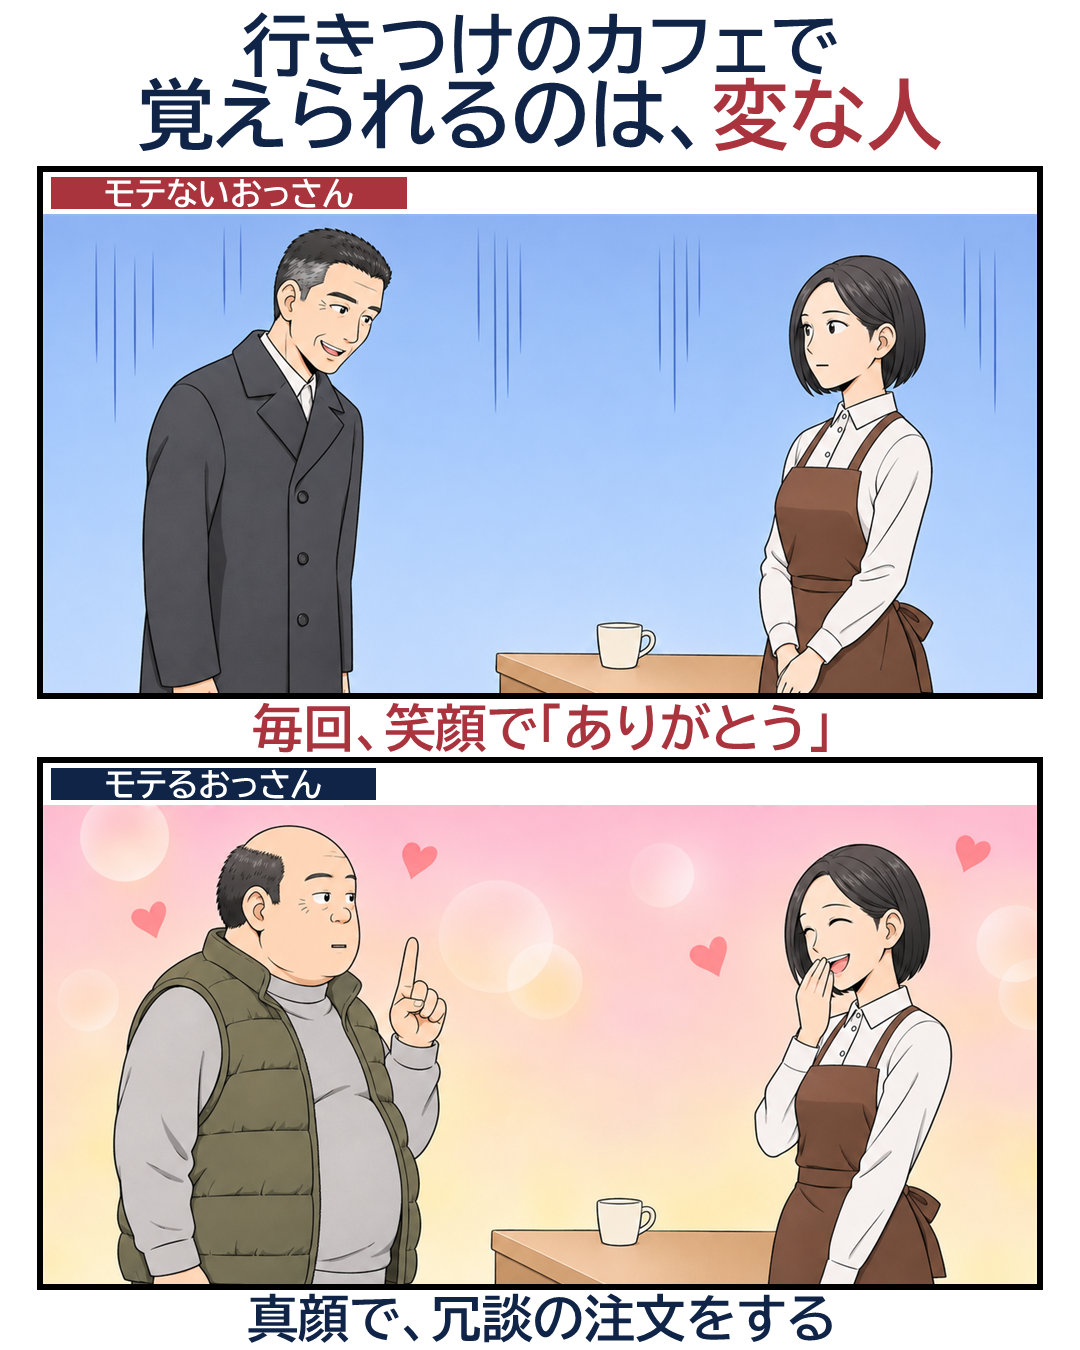 行きつけのカフェで
覚えられるのは、変な人
モテないおっさん
毎回、笑顔で「ありがとう」
モテるおっさん
真顔で、冗談の注文をする